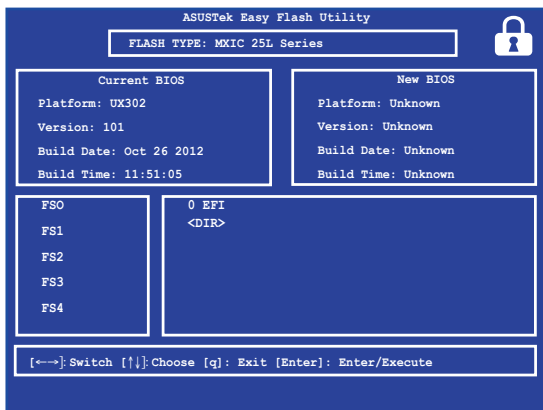 ASUSTek Easy Flash Utility
FLASH TYPE: MXIC 25L Series
Current BIOS
Platform: UX302
Version: 101
Build Date: Oct 26 2012
Build Time: 11:51:05
New BIOS
Platform: Unknown
Version: Unknown
Build Date: Unknown
Build Time: Unknown
FSO
FS1
FS2
FS3
FS4
0 EFI
<DIR>
[←→]: Switch [↑↓]: Choose [q]: Exit [Enter]: Enter/Execute